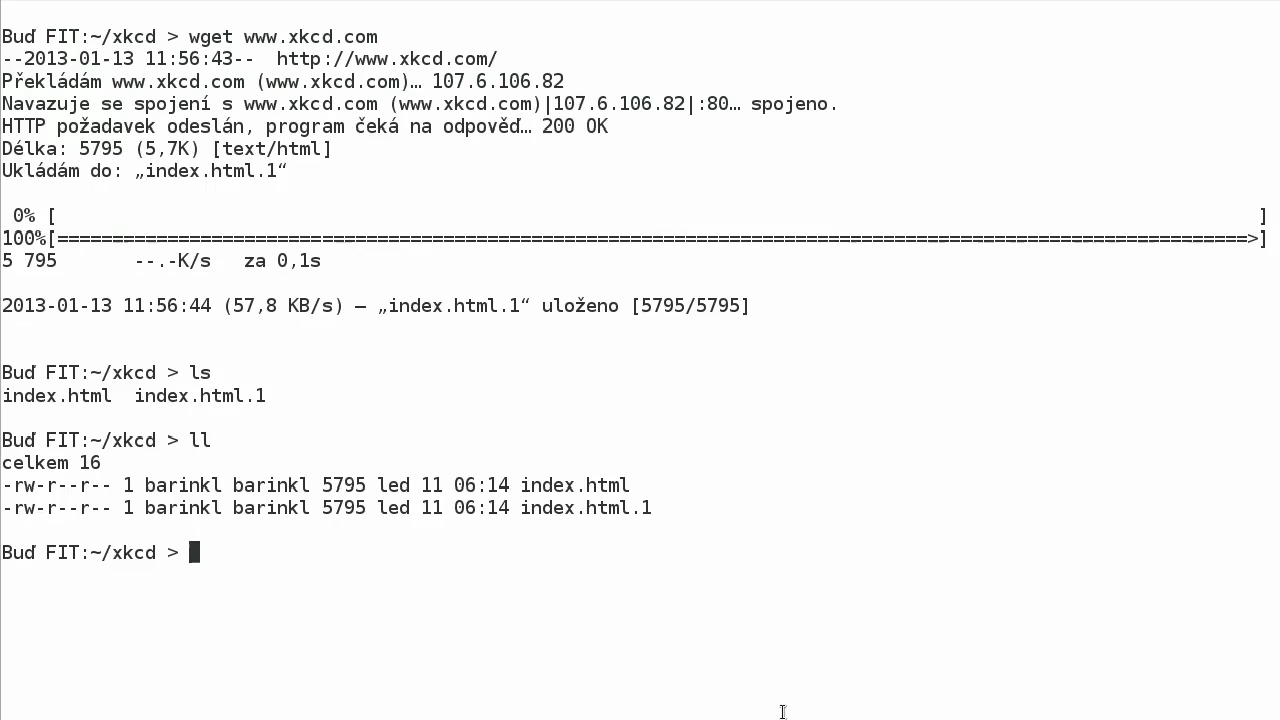 Buď FIT:~/xkcd > wget www.xkcd.com
--2013-01-13 11:56:43--  http://www.xkcd.com/
Překládám www.xkcd.com (www.xkcd.com)… 107.6.106.82
Navazuje se spojení s www.xkcd.com (www.xkcd.com)|107.6.106.82|:80… spojeno.
HTTP požadavek odeslán, program čeká na odpověď… 200 OK
Délka: 5795 (5,7K) [text/html]
Ukládám do: „index.html.1“
 0% [                                                                                                             ]
100%[============================================================================================================>]
5 795       --.-K/s   za 0,1s
2013-01-13 11:56:44 (57,8 KB/s) – „index.html.1“ uloženo [5795/5795]
Buď FIT:~/xkcd > ls
index.html  index.html.1
Buď FIT:~/xkcd > ll
celkem 16
-rw-r--r-- 1 barinkl barinkl 5795 led 11 06:14 index.html
-rw-r--r-- 1 barinkl barinkl 5795 led 11 06:14 index.html.1
Buď FIT:~/xkcd >